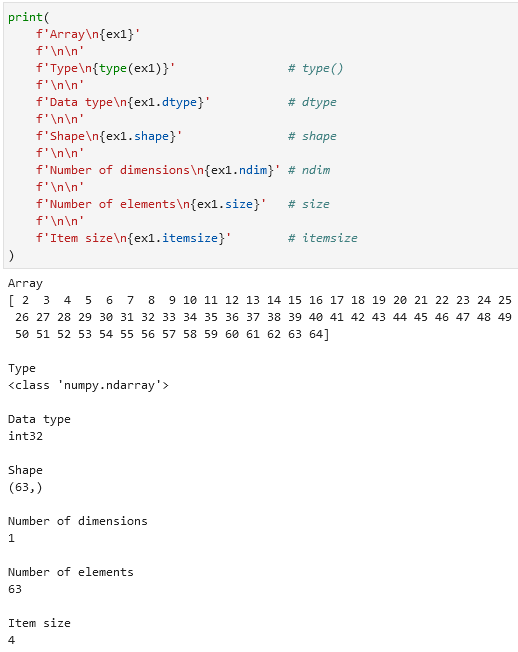 print(
    f'Array\n{ex1}'
    f'\n\n'
    f'Type\n{type(ex1)}'                # type()
    f'\n\n'
    f'Data type\n{ex1.dtype}'           # dtype
    f'\n\n'
    f'Shape\n{ex1.shape}'               # shape
    f'\n\n'
    f'Number of dimensions\n{ex1.ndim}' # ndim
    f'\n\n'
    f'Number of elements\n{ex1.size}'   # size
    f'\n\n'
    f'Item size\n{ex1.itemsize}'        # itemsize
)
Array
[ 2  3  4  5  6  7  8  9 10 11 12 13 14 15 16 17 18 19 20 21 22 23 24 25
 26 27 28 29 30 31 32 33 34 35 36 37 38 39 40 41 42 43 44 45 46 47 48 49
 50 51 52 53 54 55 56 57 58 59 60 61 62 63 64]

Type
<class 'numpy.ndarray'>

Data type
int32

Shape
(63,)

Number of dimensions
1

Number of elements
63

Item size
4